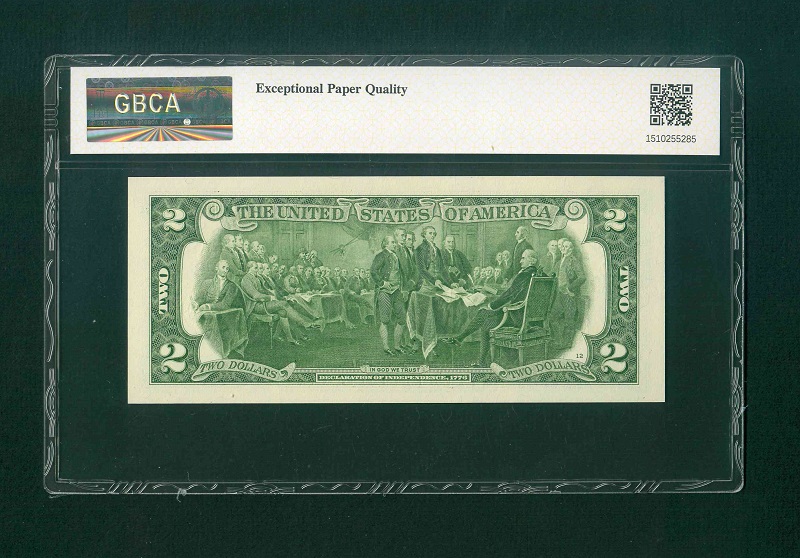 GBCA
Exceptional Paper Quality
1510255285
2 THE UNITED STATES OF AMERICA 2
TWO TWO
2 2
12
TWO DOLLARS IN GOD WE TRUST TWO DOLLARS
DECLARATION OF INDEPENDENCE, 1776